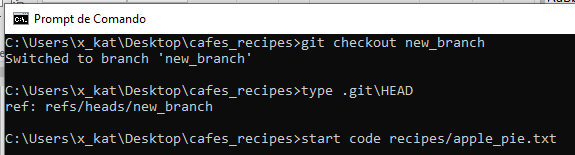 Prompt de Comando
C:\Users\x_kat\Desktop\cafes_recipes>git checkout new_branch
Switched to branch 'new_branch'
C:\Users\x_kat\Desktop\cafes_recipes>type .git\HEAD
ref: refs/heads/new_branch
C:\Users\x_kat\Desktop\cafes_recipes>start code recipes/apple_pie.txt